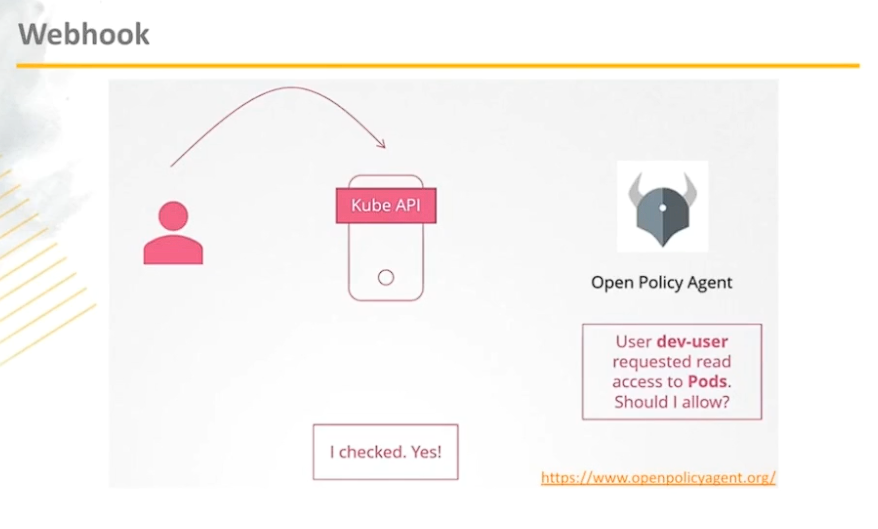 Webhook
Kube API
Open Policy Agent
User dev-user
requested read
access to Pods.
Should I allow?
I checked. Yes!
https://www.openpolicyagent.org/